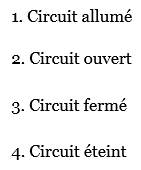 1. Circuit allumé
2. Circuit ouvert
3. Circuit fermé
4. Circuit éteint